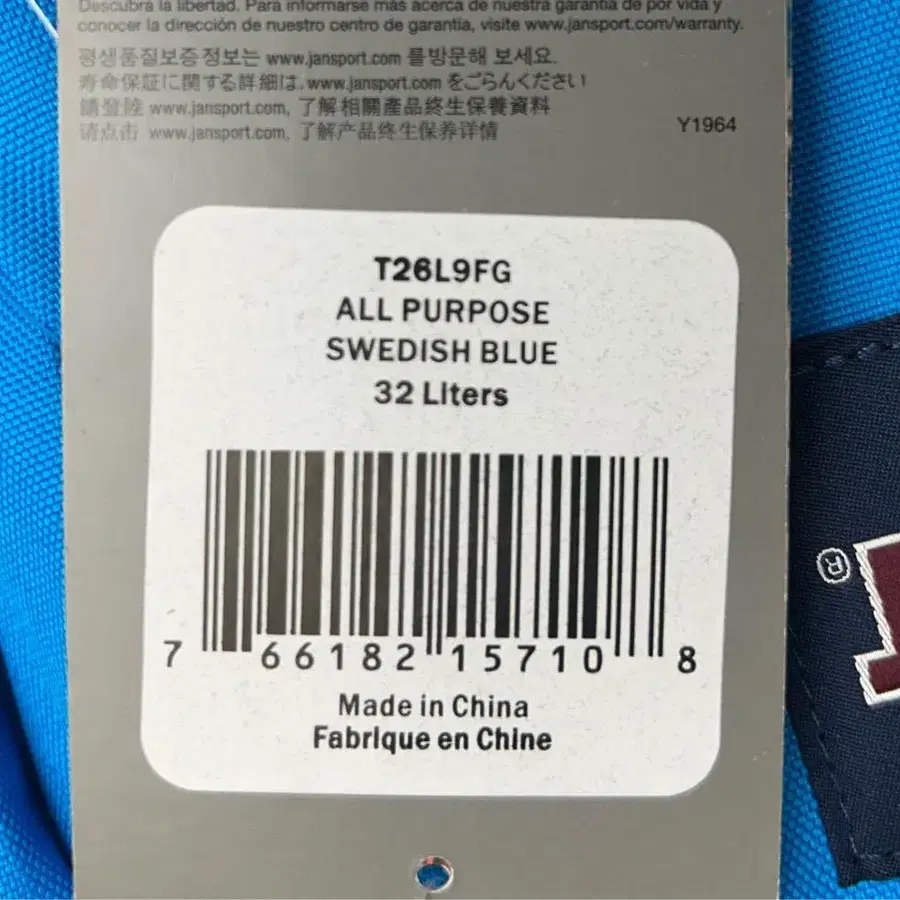 Descubra la libertad. Para informarse más acerca de nuestra garantía de por vida y
conocer la dirección de nuestro centro de garantía, visite www.jansport.com/warranty.
평생품질보증정보는 www.jansport.com 를방문해 보세요.
寿命保証に関する詳細は、www.jansport.com をごらんください
請登陸 www.jansport.com, 了解相關產品終生保養資料
请点击 www.jansport.com, 了解产品终生保养详情
Y1964
T26L9FG
ALL PURPOSE
SWEDISH BLUE
32 Liters
7 66182 15710 8
Made in China
Fabrique en Chine
®
J